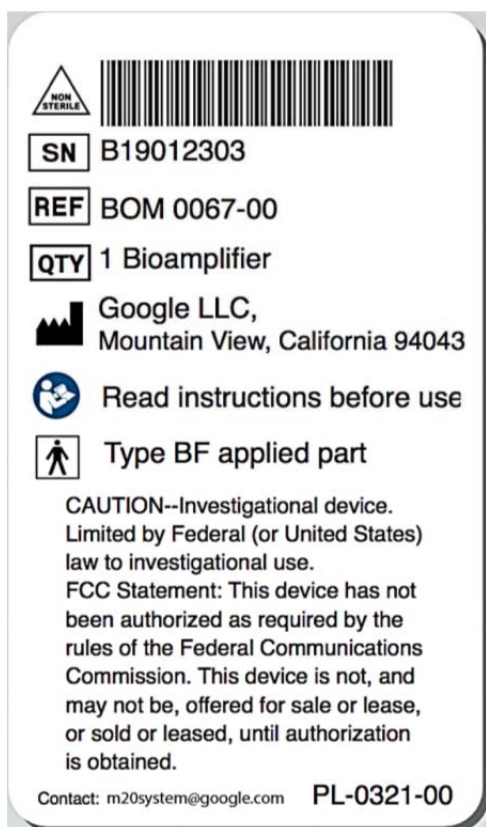 NON
STERILE
SN B19012303
REF BOM 0067-00
QTY 1 Bioamplifier
Google LLC,
Mountain View, California 94043
Read instructions before use
Type BF applied part
CAUTION--Investigational device.
Limited by Federal (or United States)
law to investigational use.
FCC Statement: This device has not
been authorized as required by the
rules of the Federal Communications
Commission. This device is not, and
may not be, offered for sale or lease,
or sold or leased, until authorization
is obtained.
Contact: m20system@google.com PL-0321-00